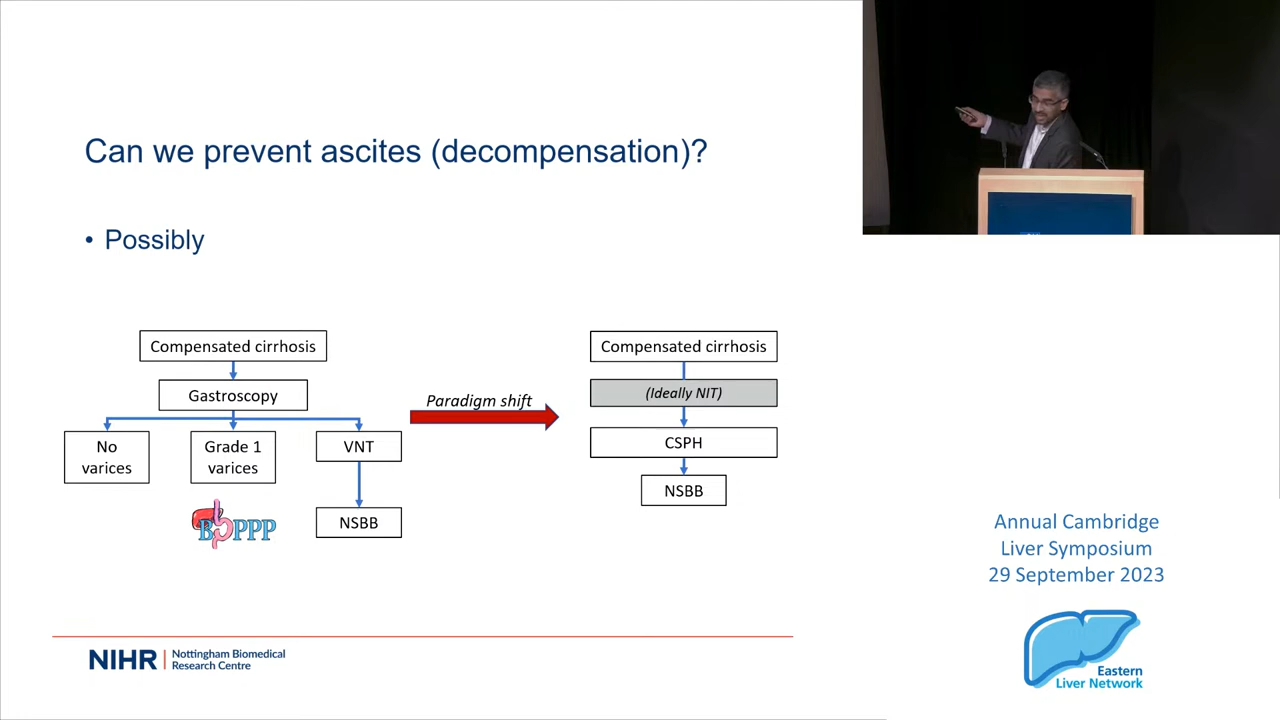 Can we prevent ascites (decompensation)?
• Possibly
Compensated cirrhosis
Gastroscopy
No
varices
Grade 1
varices
VNT
NSBB
BOPPP
Paradigm shift
Compensated cirrhosis
(Ideally NIT)
CSPH
NSBB
NIHR | Nottingham Biomedical
Research Centre
Annual Cambridge
Liver Symposium
29 September 2023
Eastern
Liver Network